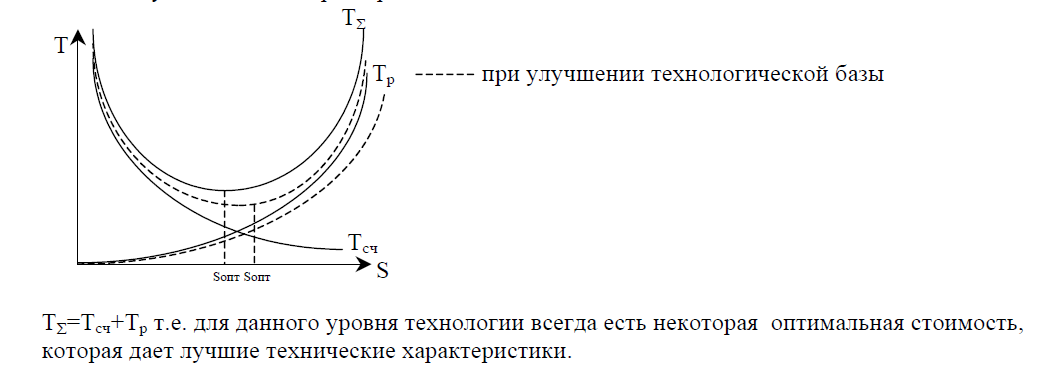 T
TΣ
Tр
------ при улучшении технологической базы
Tсч
S
Sопт Sопт
TΣ=Tсч+Tр т.е. для данного уровня технологии всегда есть некоторая оптимальная стоимость,
которая дает лучшие технические характеристики.